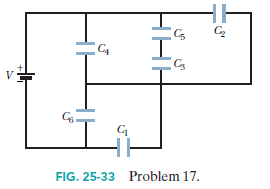 C₅
C₂
C₄
C₃
+
V
−
C₆
C₁
FIG. 25-33 Problem 17.